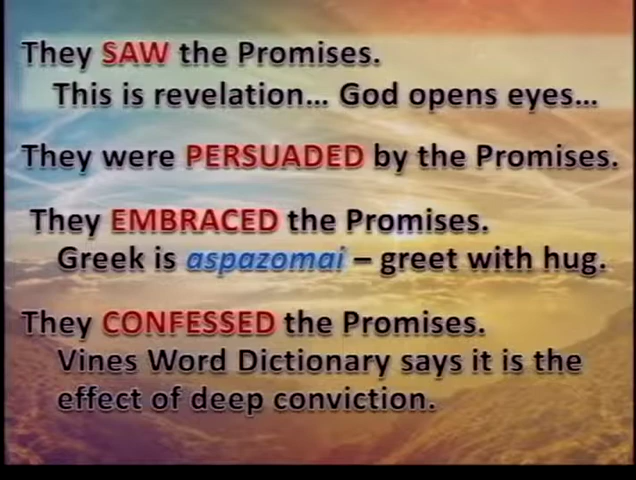 They SAW the Promises.
This is revelation... God opens eyes...
They were PERSUADED by the Promises.
They EMBRACED the Promises.
Greek is aspazomai – greet with hug.
They CONFESSED the Promises.
Vines Word Dictionary says it is the
effect of deep conviction.